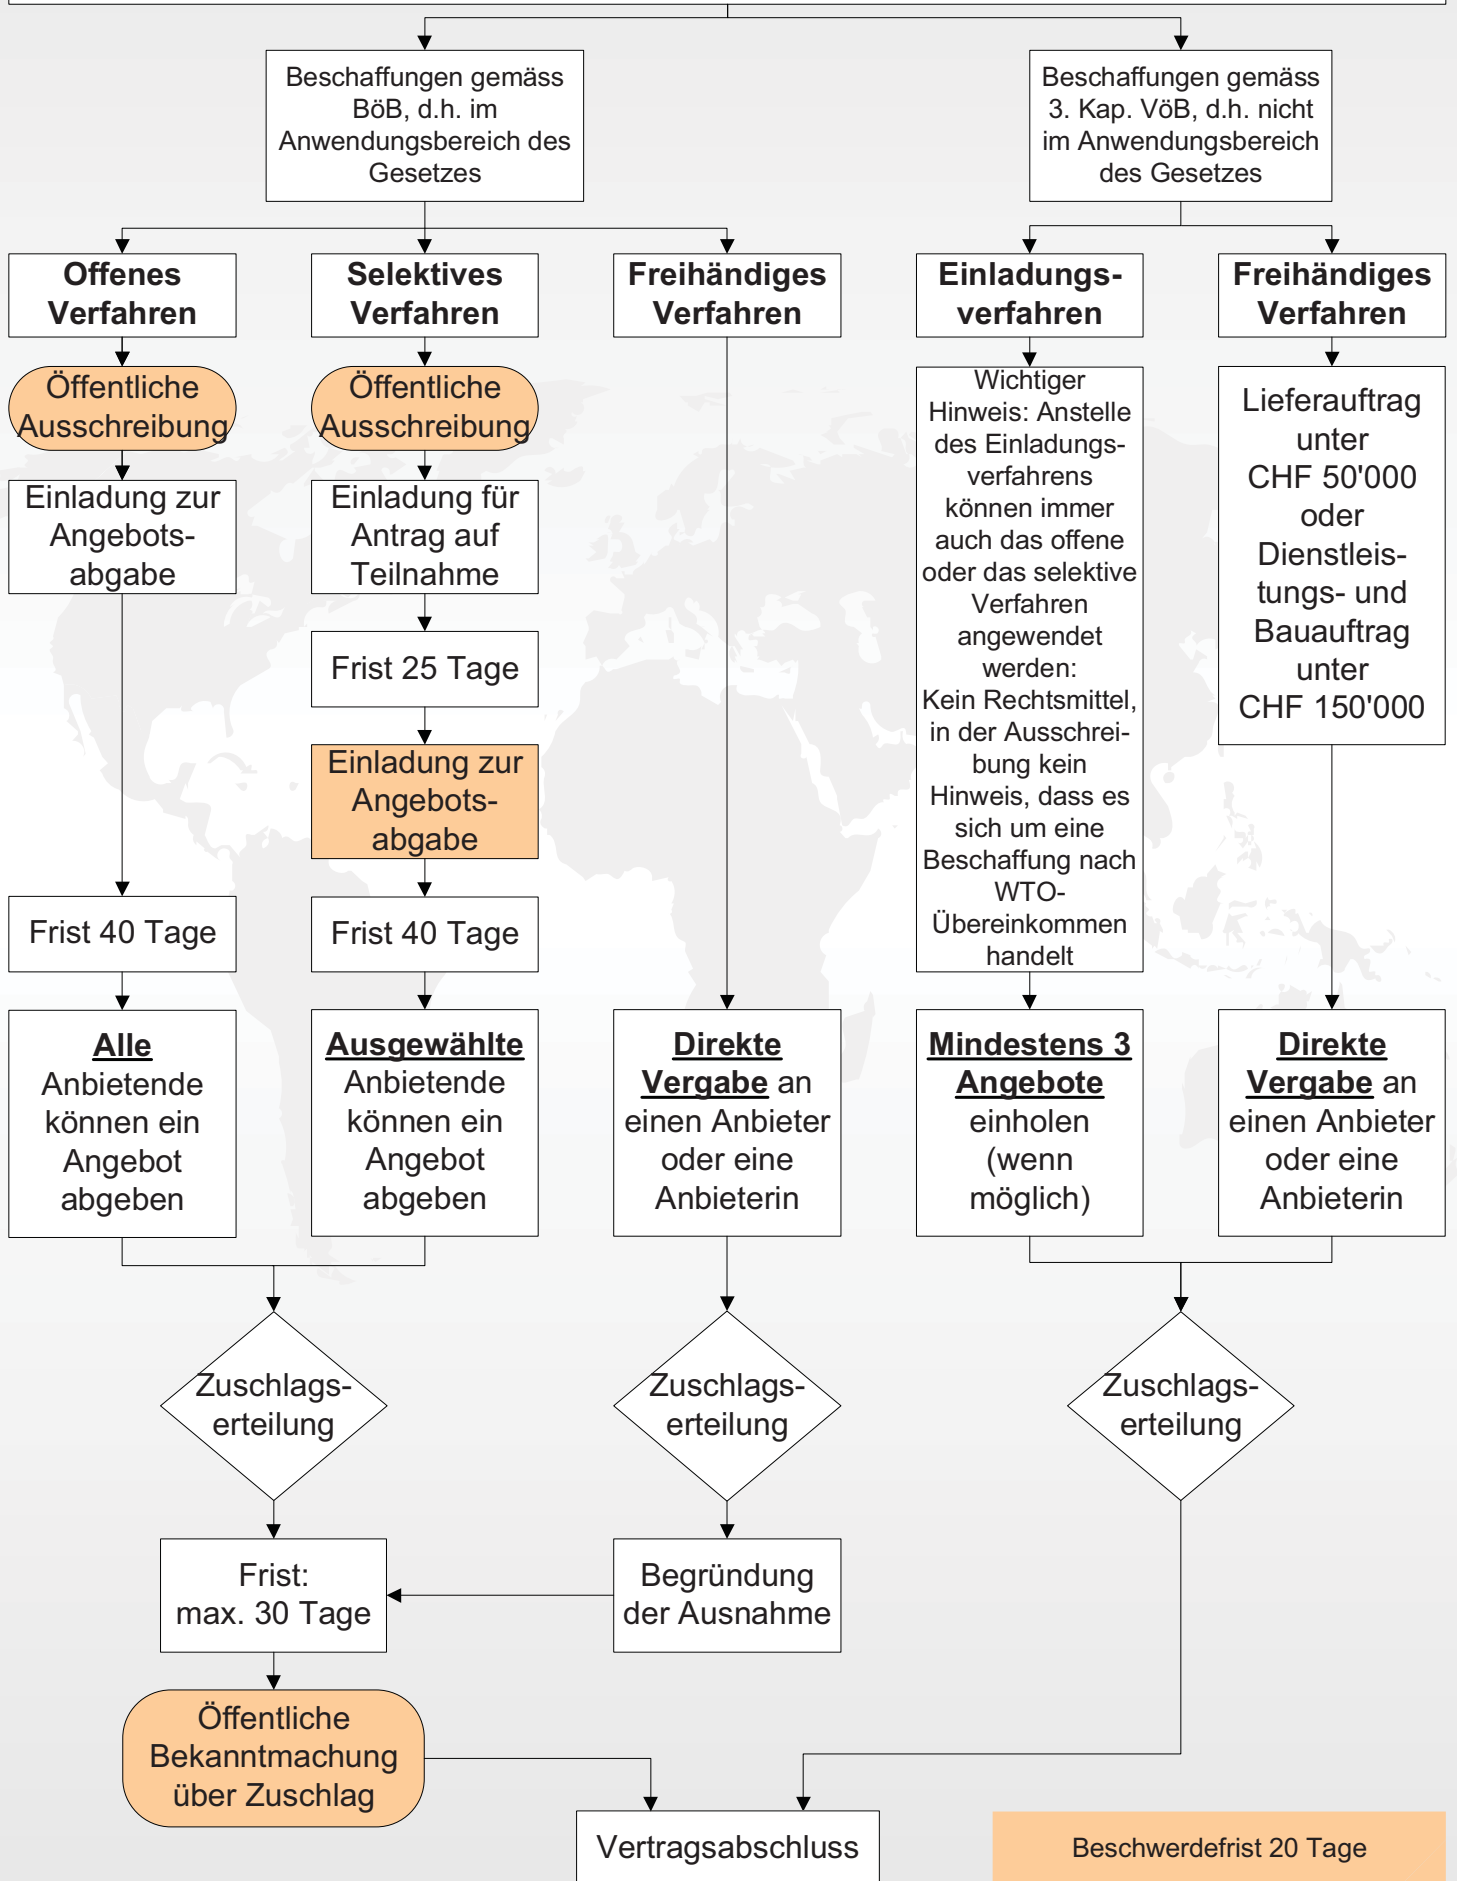 Beschaffungen gemäss
BöB, d.h. im
Anwendungsbereich des
Gesetzes
Beschaffungen gemäss
3. Kap. VöB, d.h. nicht
im Anwendungsbereich
des Gesetzes
Offenes
Verfahren
Selektives
Verfahren
Freihändiges
Verfahren
Einladungs-
verfahren
Freihändiges
Verfahren
Öffentliche
Ausschreibung
Öffentliche
Ausschreibung
Einladung zur
Angebots-
abgabe
Einladung für
Antrag auf
Teilnahme
Frist 25 Tage
Einladung zur
Angebots-
abgabe
Wichtiger
Hinweis: Anstelle
des Einladungs-
verfahrens
können immer
auch das offene
oder das selektive
Verfahren
angewendet
werden:
Kein Rechtsmittel,
in der Ausschrei-
bung kein
Hinweis, dass es
sich um eine
Beschaffung nach
WTO-
Übereinkommen
handelt
Lieferauftrag
unter
CHF 50'000
oder
Dienstleis-
tungs- und
Bauauftrag
unter
CHF 150'000
Frist 40 Tage
Frist 40 Tage
Alle
Anbietende
können ein
Angebot
abgeben
Ausgewählte
Anbietende
können ein
Angebot
abgeben
Direkte
Vergabe an
einen Anbieter
oder eine
Anbieterin
Mindestens 3
Angebote
einholen
(wenn
möglich)
Direkte
Vergabe an
einen Anbieter
oder eine
Anbieterin
Zuschlags-
erteilung
Zuschlags-
erteilung
Zuschlags-
erteilung
Frist:
max. 30 Tage
Begründung
der Ausnahme
Öffentliche
Bekanntmachung
über Zuschlag
Vertragsabschluss
Beschwerdefrist 20 Tage